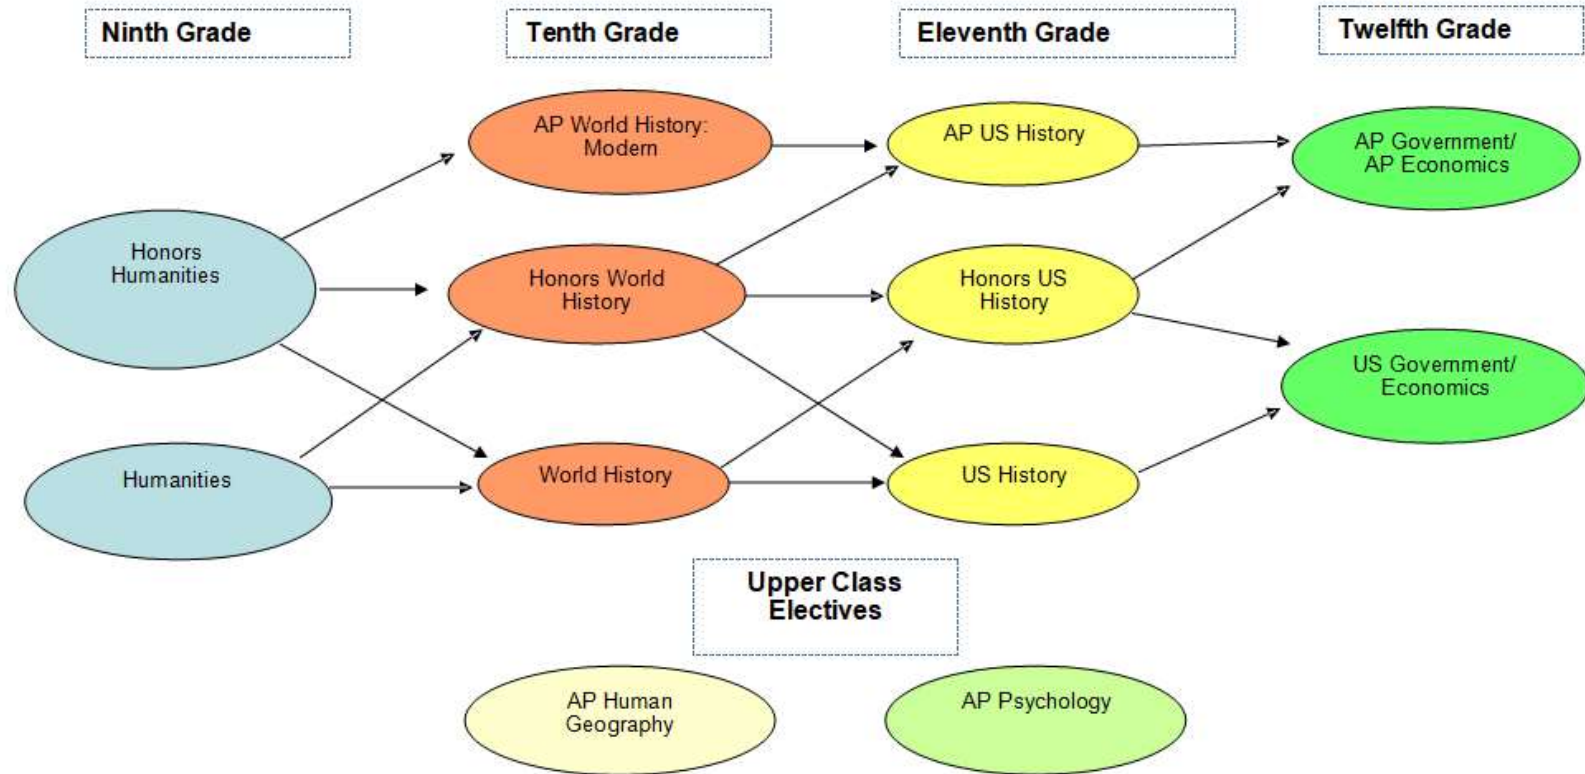 Ninth Grade
Tenth Grade
Eleventh Grade
Twelfth Grade
AP World History:
Modern
AP US History
AP Government/
AP Economics
Honors
Humanities
Honors World
History
Honors US
History
US Government/
Economics
Humanities
World History
US History
Upper Class
Electives
AP Human
Geography
AP Psychology